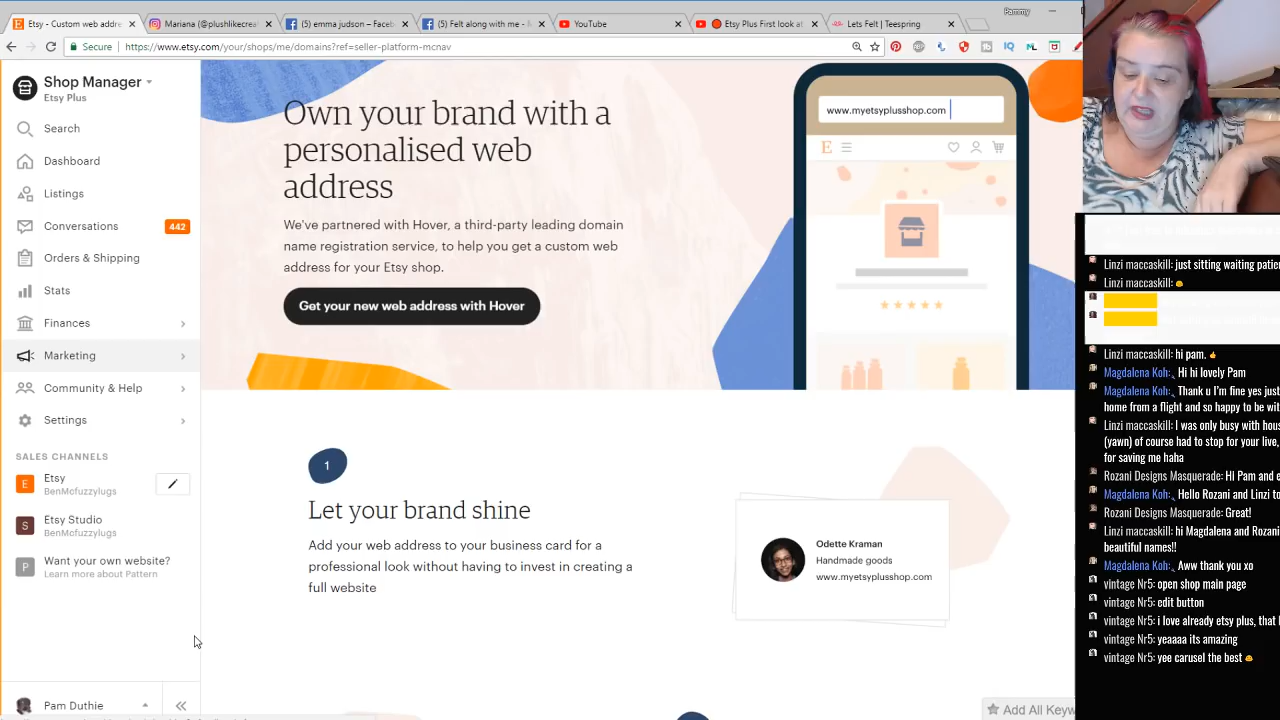 Etsy - Custom web addre
Mariana (@plushlikecreat
(5) emma judson – Faceb
(5) Felt along with me - M
YouTube
Etsy Plus First look at
Lets Felt | Teespring
Pammy
Secure
https://www.etsy.com/your/shops/me/domains?ref=seller-platform-mcnav
Shop Manager
Etsy Plus
Search
Dashboard
Listings
Conversations
442
Orders & Shipping
Stats
Finances
Marketing
Community & Help
Settings
SALES CHANNELS
E
Etsy
BenMcfuzzylugs
S
Etsy Studio
BenMcfuzzylugs
P
Want your own website?
Learn more about Pattern
Pam Duthie
Own your brand with a
personalised web
address
We've partnered with Hover, a third-party leading domain
name registration service, to help you get a custom web
address for your Etsy shop.
Get your new web address with Hover
www.myetsyplusshop.com
E
1
Let your brand shine
Add your web address to your business card for a
professional look without having to invest in creating a
full website
Odette Kraman
Handmade goods
www.myetsyplusshop.com
Add All Keyw
Linzi maccaskill: just sitting waiting patie
Linzi maccaskill:
Linzi maccaskill: hi pam.
Magdalena Koh: Hi hi lovely Pam
Magdalena Koh: Thank u I'm fine yes just
home from a flight and so happy to be wit
Linzi maccaskill: I was only busy with hous
(yawn) of course had to stop for your live,
for saving me haha
Rozani Designs Masquerade: Hi Pam and e
Magdalena Koh: Hello Rozani and Linzi to
Rozani Designs Masquerade: Great!
Linzi maccaskill: hi Magdalena and Rozani
beautiful names!!
Magdalena Koh: Aww thank you xo
vintage Nr5: open shop main page
vintage Nr5: edit button
vintage Nr5: i love already etsy plus, that
vintage Nr5: yeaaaa its amazing
vintage Nr5: yee carusel the best